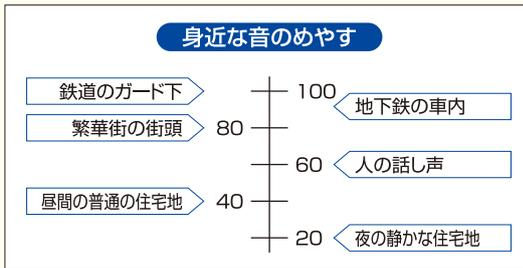 身近な音のめやす
鉄道のガード下
100
地下鉄の車内
繁華街の街頭
80
60
人の話し声
昼間の普通の住宅地
40
20
夜の静かな住宅地